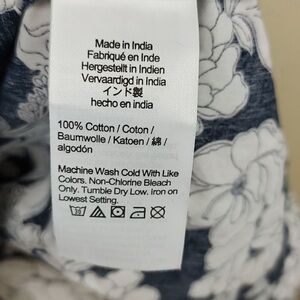 Made in India
Fabriqué en Inde
Hergestellt in Indien
Vervaardigd in India
インド製
hecho en india
100% Cotton / Coton /
Baumwolle / Katoen / 綿 /
algodón
Machine Wash Cold With Like
Colors. Non-Chlorine Bleach
Only. Tumble Dry Low. Iron on
Lowest Setting.